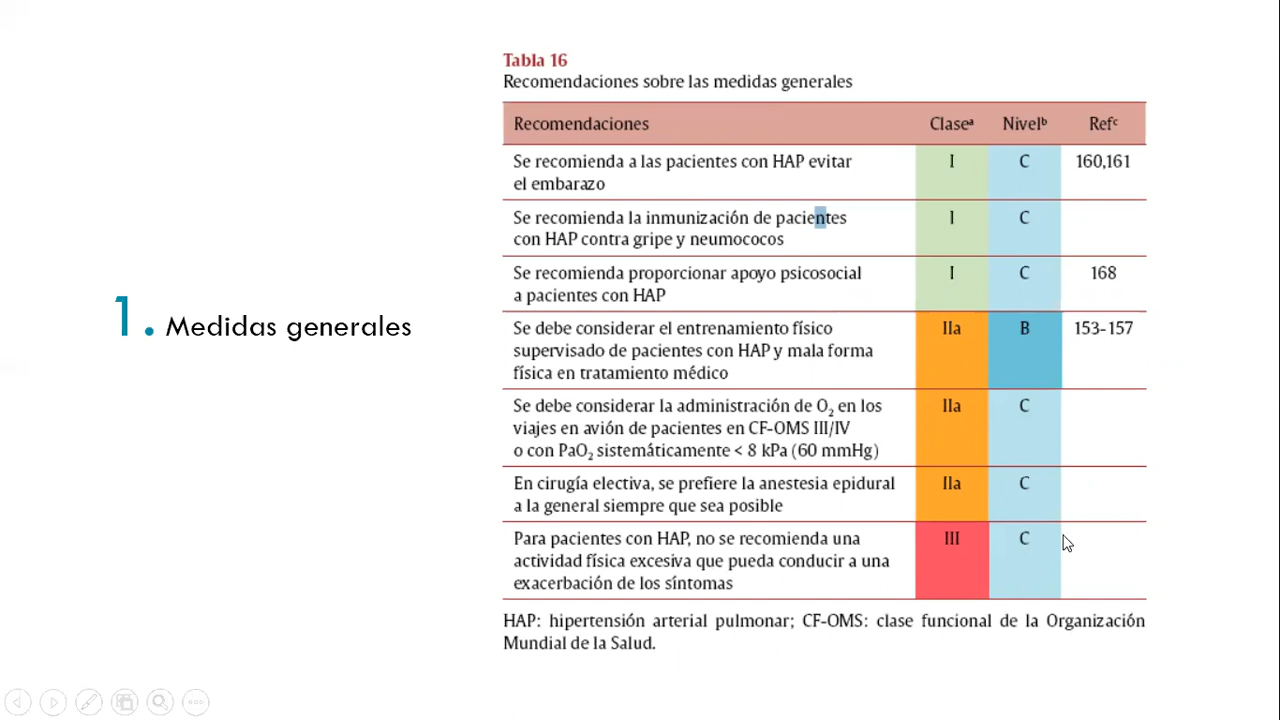 1. Medidas generales
Tabla 16
Recomendaciones sobre las medidas generales
Recomendaciones Claseᵃ Nivelᵇ Refᶜ
Se recomienda a las pacientes con HAP evitar I C 160,161
el embarazo
Se recomienda la inmunización de pacientes I C
con HAP contra gripe y neumococos
Se recomienda proporcionar apoyo psicosocial I C 168
a pacientes con HAP
Se debe considerar el entrenamiento físico IIa B 153-157
supervisado de pacientes con HAP y mala forma
física en tratamiento médico
Se debe considerar la administración de O₂ en los IIa C
viajes en avión de pacientes en CF-OMS III/IV
o con PaO₂ sistemáticamente < 8 kPa (60 mmHg)
En cirugía electiva, se prefiere la anestesia epidural IIa C
a la general siempre que sea posible
Para pacientes con HAP, no se recomienda una III C
actividad física excesiva que pueda conducir a una
exacerbación de los síntomas
HAP: hipertensión arterial pulmonar; CF-OMS: clase funcional de la Organización
Mundial de la Salud.